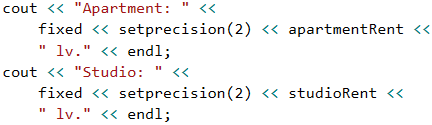 cout << "Apartment: " <<
    fixed << setprecision(2) << apartmentRent <<
    " lv." << endl;
cout << "Studio: " <<
    fixed << setprecision(2) << studioRent <<
    " lv." << endl;